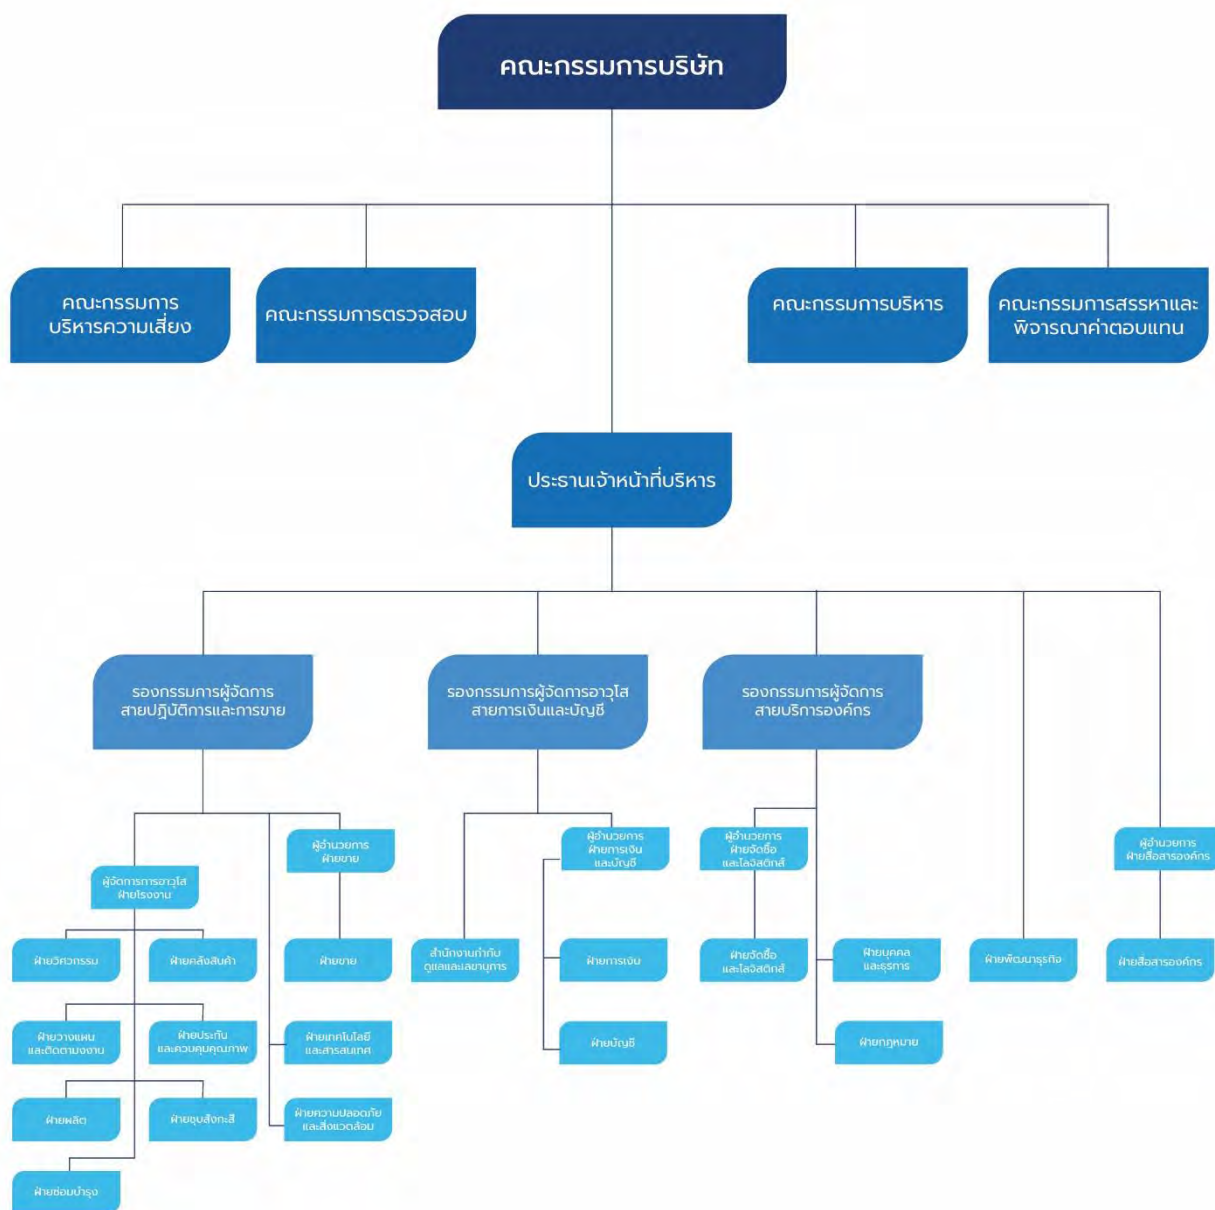 คณะกรรมการบริษัท
คณะกรรมการ
บริหารความเสี่ยง
คณะกรรมการตรวจสอบ
คณะกรรมการบริหาร
คณะกรรมการสรรหาและ
พิจารณาค่าตอบแทน
ประธานเจ้าหน้าที่บริหาร
รองกรรมการผู้จัดการ
สายปฏิบัติการและการขาย
รองกรรมการผู้จัดการอาวุโส
สายการเงินและบัญชี
รองกรรมการผู้จัดการ
สายบริการองค์กร
ผู้อำนวยการ
ฝ่ายขาย
ผู้อำนวยการ
ฝ่ายการเงิน
และบัญชี
ผู้อำนวยการ
ฝ่ายจัดซื้อ
และโลจิสติกส์
ผู้อำนวยการ
ฝ่ายสื่อสารองค์กร
ผู้จัดการการอาวุโส
ฝ่ายโรงงาน
ฝ่ายวิศวกรรม
ฝ่ายคลังสินค้า
ฝ่ายขาย
สำนักงานกำกับ
ดูแลและเลขานุการ
ฝ่ายการเงิน
ฝ่ายจัดซื้อ
และโลจิสติกส์
ฝ่ายบุคคล
และธุรการ
ฝ่ายพัฒนาธุรกิจ
ฝ่ายสื่อสารองค์กร
ฝ่ายวางแผน
และติดตามงงาน
ฝ่ายประกัน
และควบคุมคุณภาพ
ฝ่ายเทคโนโลยี
และสารสนเทศ
ฝ่ายบัญชี
ฝ่ายกฎหมาย
ฝ่ายผลิต
ฝ่ายชุบสังกะสี
ฝ่ายความปลอดภัย
และสิ่งแวดล้อม
ฝ่ายซ่อมบำรุง